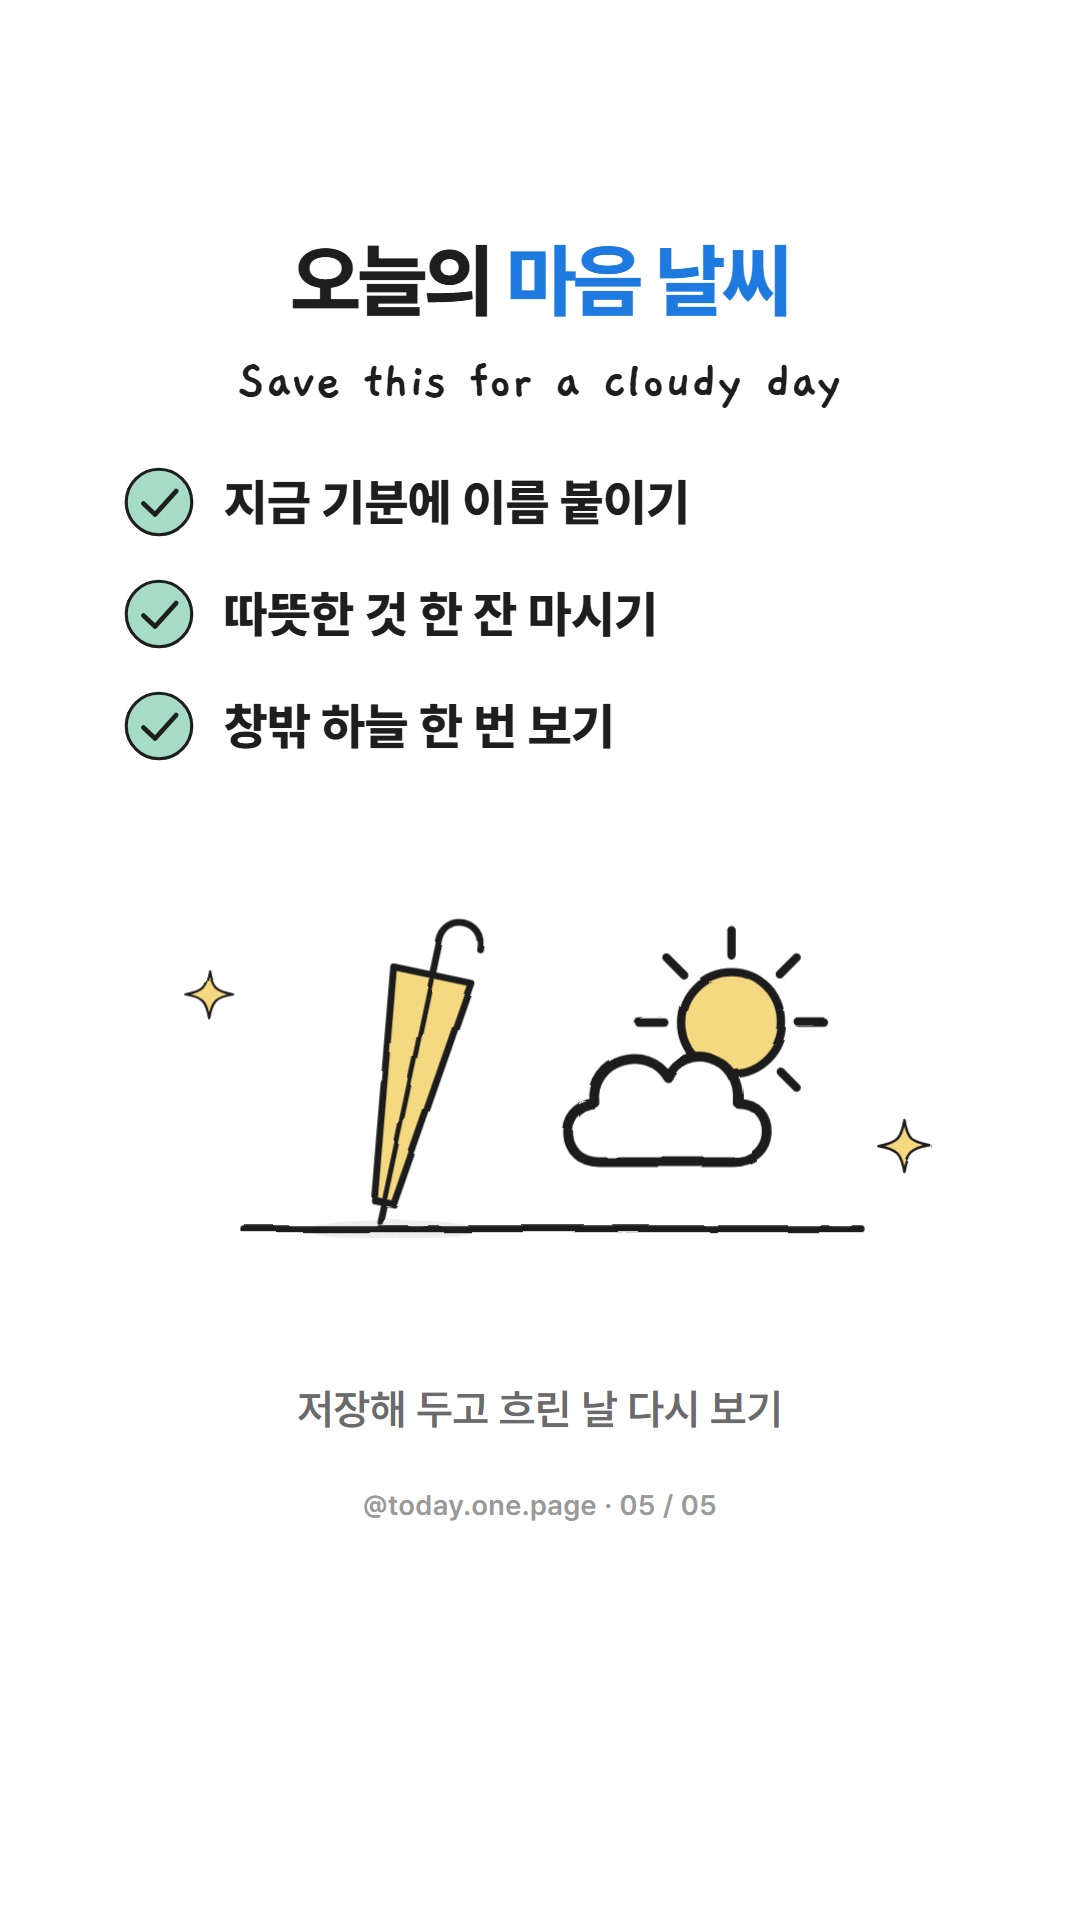 오늘의 마음 날씨
Save this for a cloudy day
지금 기분에 이름 붙이기
따뜻한 것 한 잔 마시기
창밖 하늘 한 번 보기
저장해 두고 흐린 날 다시 보기
@today.one.page · 05 / 05